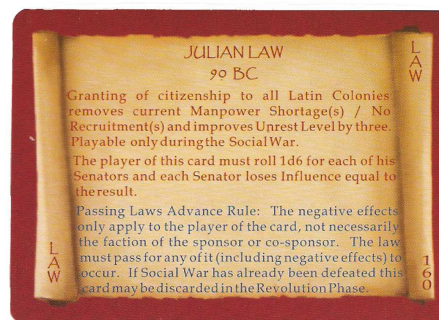 JULIAN LAW
90 BC
Granting of citizenship to all Latin Colonies
removes current Manpower Shortage(s) / No
Recruitment(s) and improves Unrest Level by three.
Playable only during the Social War.
The player of this card must roll 1d6 for each of his
Senators and each Senator loses Influence equal to
the result.
Passing Laws Advance Rule: The negative effects
only apply to the player of the card, not necessarily
the faction of the sponsor or co-sponsor. The law
must pass for any of it (including negative effects) to
occur. If Social War has already been defeated this
card may be discarded in the Revolution Phase.
LAW
LAW
160